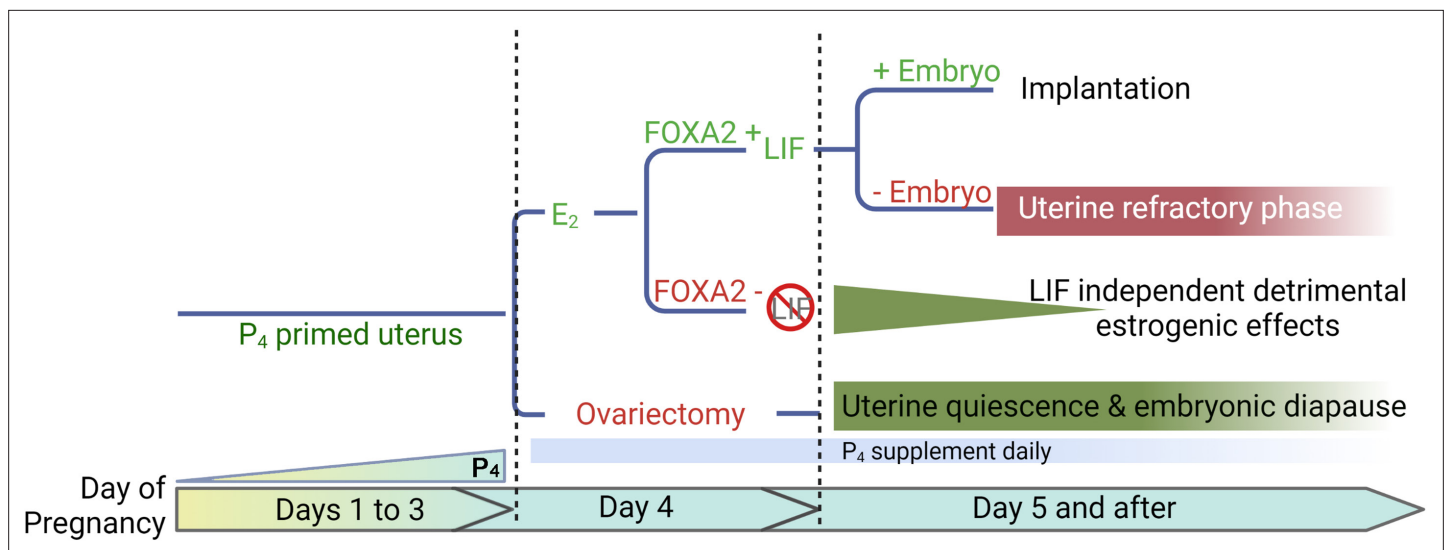 + Embryo
Implantation
FOXA2 +
LIF
- Embryo
Uterine refractory phase
E₂
FOXA2 -
LIF
LIF independent detrimental
estrogenic effects
P₄ primed uterus
Ovariectomy
Uterine quiescence & embryonic diapause
P₄ supplement daily
P₄
Day of
Pregnancy
Days 1 to 3
Day 4
Day 5 and after